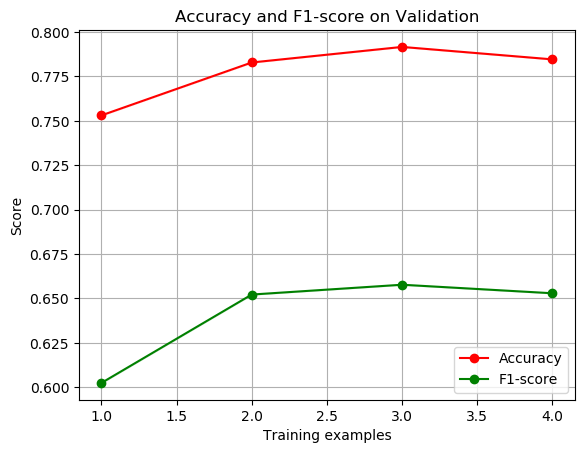 Accuracy and F1-score on Validation
0.800
0.775
0.750
0.725
0.700
0.675
0.650
0.625
0.600
Score
1.0 1.5 2.0 2.5 3.0 3.5 4.0
Training examples
Accuracy
F1-score